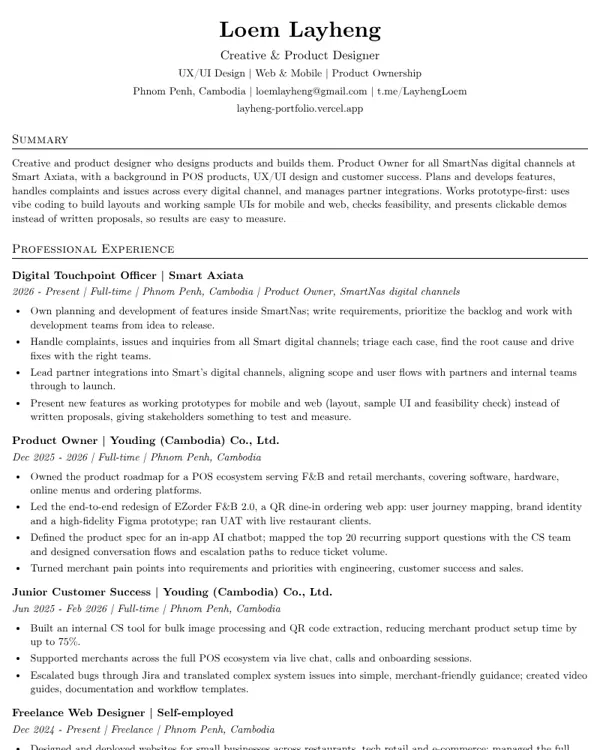 Loem Layheng
Creative & Product Designer
UX/UI Design | Web & Mobile | Product Ownership
Phnom Penh, Cambodia | loemlayheng@gmail.com | t.me/LayhengLoem
layheng-portfolio.vercel.app
Summary
Creative and product designer who designs products and builds them. Product Owner for all SmartNas digital channels at
Smart Axiata, with a background in POS products, UX/UI design and customer success. Plans and develops features,
handles complaints and issues across every digital channel, and manages partner integrations. Works prototype-first: uses
vibe coding to build layouts and working sample UIs for mobile and web, checks feasibility, and presents clickable demos
instead of written proposals, so results are easy to measure.
Professional Experience
Digital Touchpoint Officer | Smart Axiata
2026 - Present | Full-time | Phnom Penh, Cambodia | Product Owner, SmartNas digital channels
• Own planning and development of features inside SmartNas; write requirements, prioritize the backlog and work with
development teams from idea to release.
• Handle complaints, issues and inquiries from all Smart digital channels; triage each case, find the root cause and drive
fixes with the right teams.
• Lead partner integrations into Smart's digital channels, aligning scope and user flows with partners and internal teams
through to launch.
• Present new features as working prototypes for mobile and web (layout, sample UI and feasibility check) instead of
written proposals, giving stakeholders something to test and measure.
Product Owner | Youding (Cambodia) Co., Ltd.
Dec 2025 - 2026 | Full-time | Phnom Penh, Cambodia
• Owned the product roadmap for a POS ecosystem serving F&B and retail merchants, covering software, hardware,
online menus and ordering platforms.
• Led the end-to-end redesign of EZorder F&B 2.0, a QR dine-in ordering web app: user journey mapping, brand identity
and a high-fidelity Figma prototype; ran UAT with live restaurant clients.
• Defined the product spec for an in-app AI chatbot; mapped the top 20 recurring support questions with the CS team
and designed conversation flows and escalation paths to reduce ticket volume.
• Turned merchant pain points into requirements and priorities with engineering, customer success and sales.
Junior Customer Success | Youding (Cambodia) Co., Ltd.
Jun 2025 - Feb 2026 | Full-time | Phnom Penh, Cambodia
• Built an internal CS tool for bulk image processing and QR code extraction, reducing merchant product setup time by
up to 75%.
• Supported merchants across the full POS ecosystem via live chat, calls and onboarding sessions.
• Escalated bugs through Jira and translated complex system issues into simple, merchant-friendly guidance; created video
guides, documentation and workflow templates.
Freelance Web Designer | Self-employed
Dec 2024 - Present | Freelance | Phnom Penh, Cambodia
• Designed and deployed websites for small businesses across restaurants, tech retail and e-commerce; managed the full